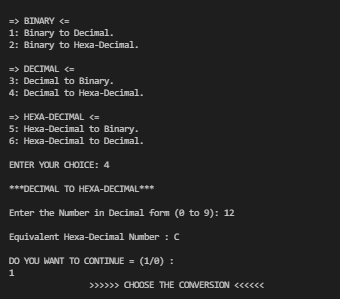 => BINARY <=
1: Binary to Decimal.
2: Binary to Hexa-Decimal.
=> DECIMAL <=
3: Decimal to Binary.
4: Decimal to Hexa-Decimal.
=> HEXA-DECIMAL <=
5: Hexa-Decimal to Binary.
6: Hexa-Decimal to Decimal.
ENTER YOUR CHOICE: 4
***DECIMAL TO HEXA-DECIMAL***
Enter the Number in Decimal form (0 to 9): 12
Equivalent Hexa-Decimal Number : C
DO YOU WANT TO CONTINUE = (1/0) :
1
>>>>>> CHOOSE THE CONVERSION <<<<<<